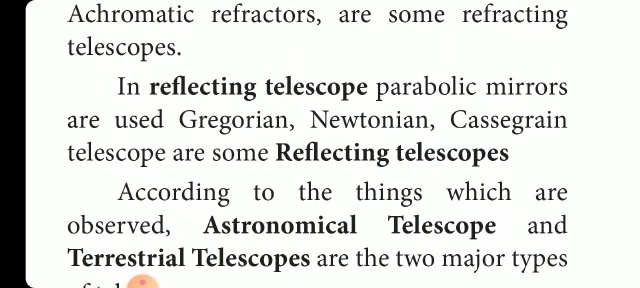 Achromatic refractors, are some refracting
telescopes.
In reflecting telescope parabolic mirrors
are used Gregorian, Newtonian, Cassegrain
telescope are some Reflecting telescopes
According to the things which are
observed, Astronomical Telescope and
Terrestrial Telescopes are the two major types